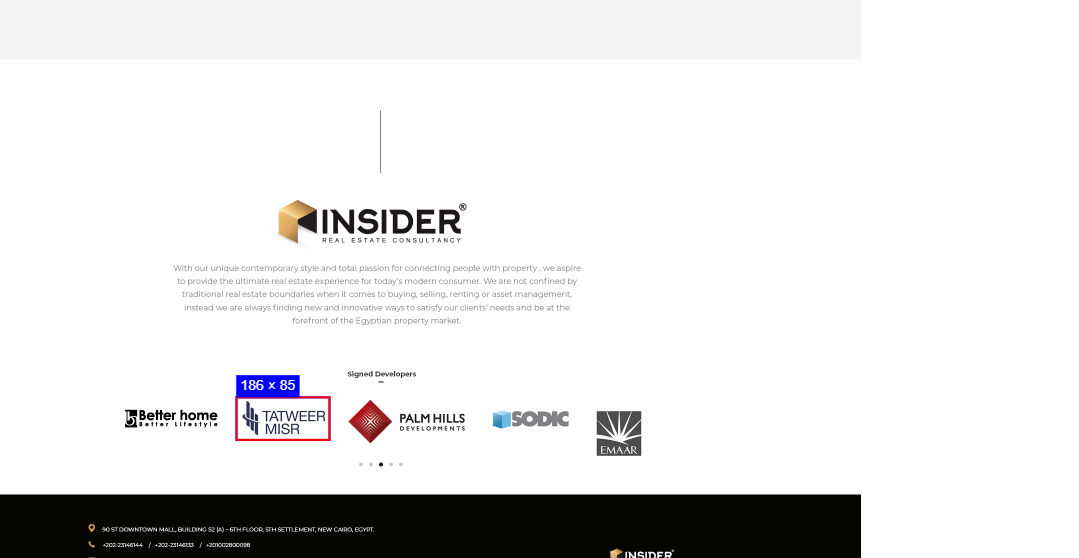 INSIDER®
REAL ESTATE CONSULTANCY
With our unique contemporary style and total passion for connecting people with property , we aspire
to provide the ultimate real estate experience for today's modern consumer. We are not confined by
traditional real estate boundaries when it comes to buying, selling, renting or asset management,
instead we are always finding new and innovative ways to satisfy our clients' needs and be at the
forefront of the Egyptian property market.
Signed Developers
186 × 85
Better home
Better Lifestyle
TATWEER
MISR
PALM HILLS
DEVELOPMENTS
SODIC
EMAAR
90 ST DOWNTOWN MALL, BUILDING S2 (A) – 6TH FLOOR, 5TH SETTLEMENT, NEW CAIRO, EGYPT.
+202-23146144 / +202-23146133 / +201002800098
INSIDER